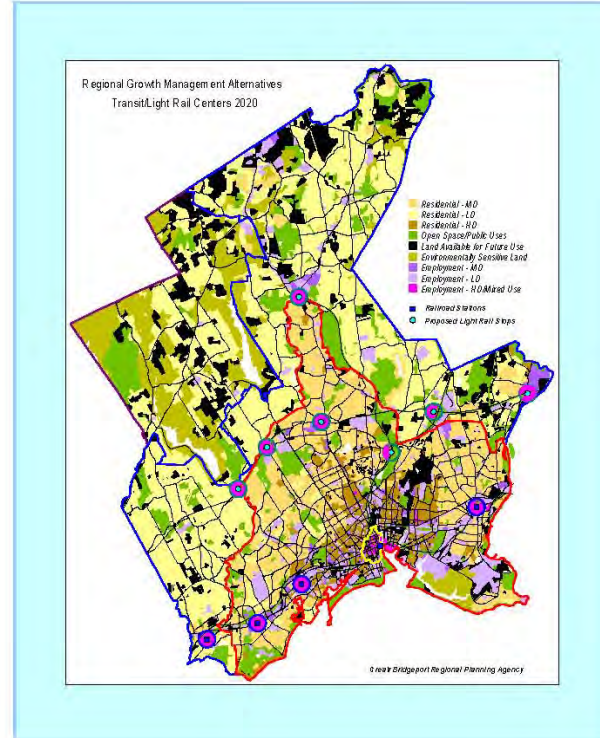 Regional Growth Management Alternatives
Transit/Light Rail Centers 2020
Residential - MD
Residential - LD
Residential - HD
Open Space/Public Uses
Land Available for Future Use
Environmentally Sensitive Land
Employment - MD
Employment - LD
Employment - HD/Mixed Use
Railroad Stations
Proposed Light Rail Stops
Greater Bridgeport Regional Planning Agency